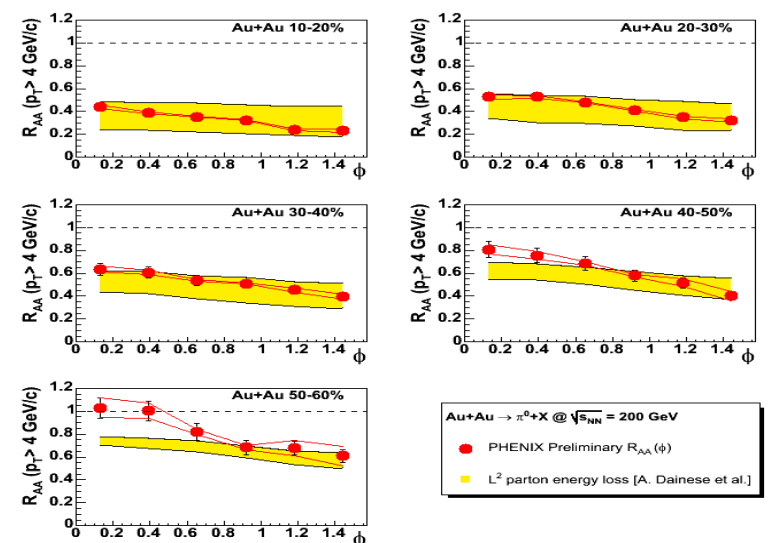 Au+Au 10-20%
R_AA (p_T> 4 GeV/c)
1.2
1
0.8
0.6
0.4
0.2
0
0.2 0.4 0.6 0.8 1 1.2 1.4 ϕ
Au+Au 20-30%
R_AA (p_T> 4 GeV/c)
1.2
1
0.8
0.6
0.4
0.2
0
0 0.2 0.4 0.6 0.8 1 1.2 1.4 ϕ
Au+Au 30-40%
R_AA (p_T> 4 GeV/c)
1.2
1
0.8
0.6
0.4
0.2
0
0.2 0.4 0.6 0.8 1 1.2 1.4 ϕ
Au+Au 40-50%
R_AA (p_T> 4 GeV/c)
1.2
1
0.8
0.6
0.4
0.2
0
0 0.2 0.4 0.6 0.8 1 1.2 1.4 ϕ
Au+Au 50-60%
R_AA (p_T> 4 GeV/c)
1.2
1
0.8
0.6
0.4
0.2
0
0 0.2 0.4 0.6 0.8 1 1.2 1.4 ϕ
Au+Au → π⁰+X @ √s_NN = 200 GeV
PHENIX Preliminary R_AA (ϕ)
L² parton energy loss [A. Dainese et al.]